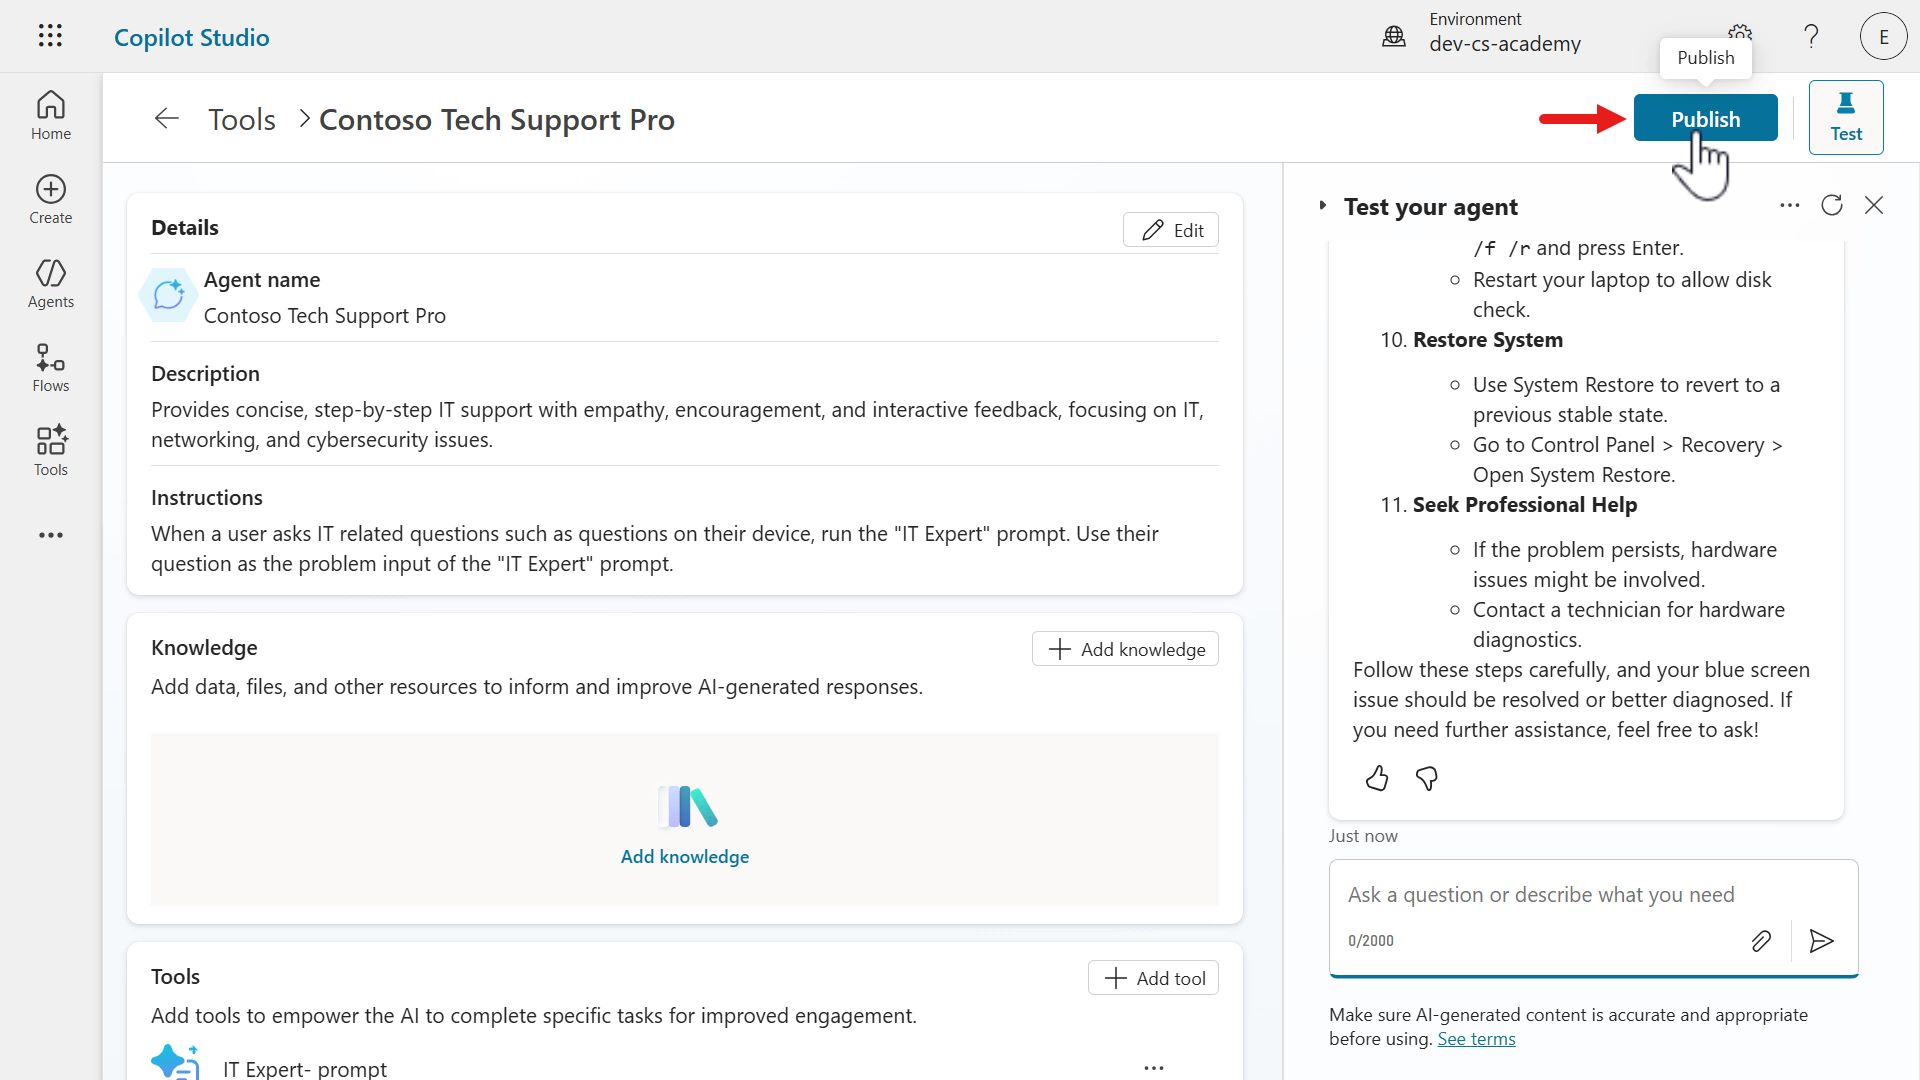 Copilot Studio
Environment
dev-cs-academy
Publish
E
Home
Create
Agents
Flows
Tools
Tools > Contoso Tech Support Pro
Publish
Test
Details
Edit
Agent name
Contoso Tech Support Pro
Description
Provides concise, step-by-step IT support with empathy, encouragement, and interactive feedback, focusing on IT,
networking, and cybersecurity issues.
Instructions
When a user asks IT related questions such as questions on their device, run the "IT Expert" prompt. Use their
question as the problem input of the "IT Expert" prompt.
Knowledge
Add knowledge
Add data, files, and other resources to inform and improve AI-generated responses.
Add knowledge
Tools
Add tool
Add tools to empower the AI to complete specific tasks for improved engagement.
IT Expert- prompt
Test your agent
/f /r and press Enter.
Restart your laptop to allow disk
check.
10. Restore System
Use System Restore to revert to a
previous stable state.
Go to Control Panel > Recovery >
Open System Restore.
11. Seek Professional Help
If the problem persists, hardware
issues might be involved.
Contact a technician for hardware
diagnostics.
Follow these steps carefully, and your blue screen
issue should be resolved or better diagnosed. If
you need further assistance, feel free to ask!
Just now
Ask a question or describe what you need
0/2000
Make sure AI-generated content is accurate and appropriate
before using. See terms